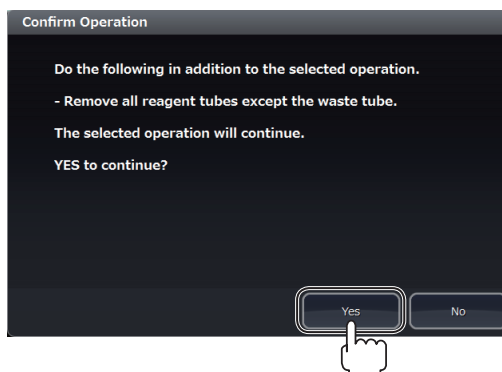 Confirm Operation
Do the following in addition to the selected operation.
- Remove all reagent tubes except the waste tube.
The selected operation will continue.
YES to continue?
Yes
No